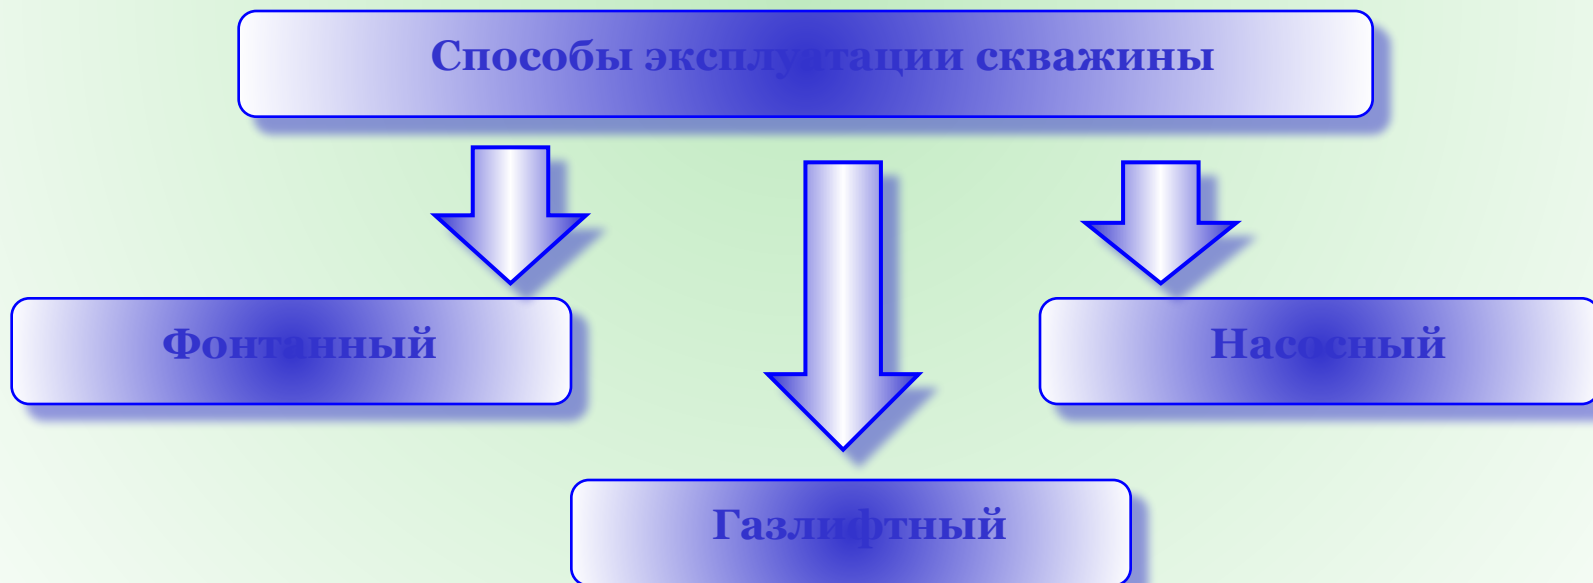 Способы эксплуатации скважины
Фонтанный
Насосный
Газлифтный